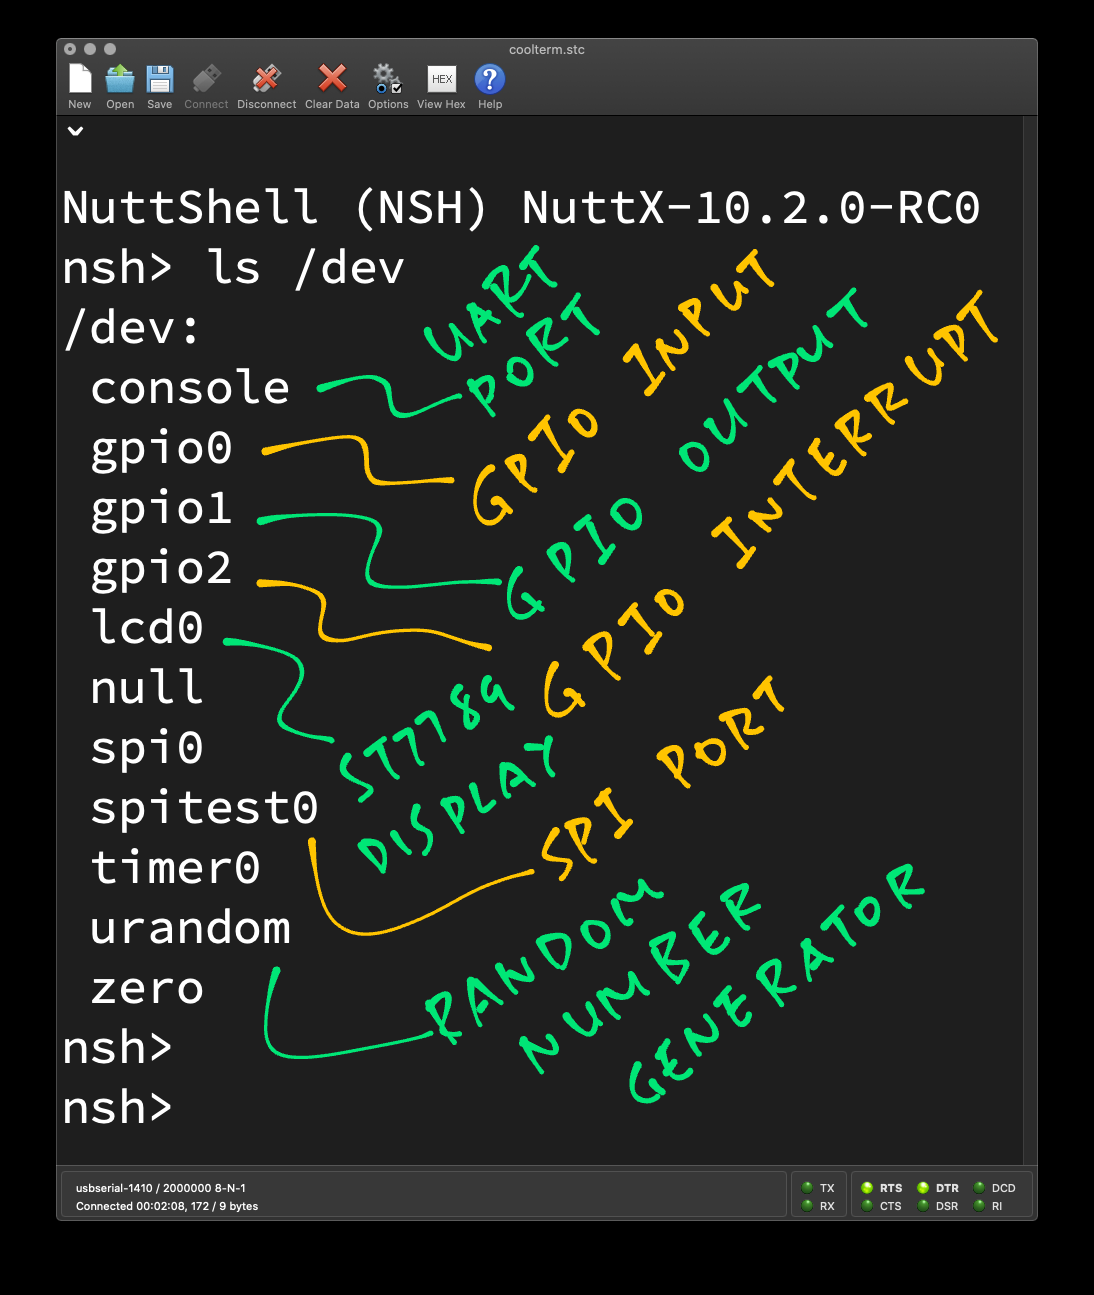 coolterm.stc
New Open Save Connect Disconnect Clear Data Options View Hex Help
HEX
NuttShell (NSH) NuttX-10.2.0-RC0
nsh> ls /dev
/dev:
console
gpio0
gpio1
gpio2
lcd0
null
spi0
spitest0
timer0
urandom
zero
nsh>
nsh>
UART
PORT
GPIO INPUT
GPIO OUTPUT
GPIO INTERRUPT
ST7789
DISPLAY
SPI PORT
RANDOM
NUMBER
GENERATOR
usbserial-1410 / 2000000 8-N-1
Connected 00:02:08, 172 / 9 bytes
TX RTS DTR DCD
RX CTS DSR RI